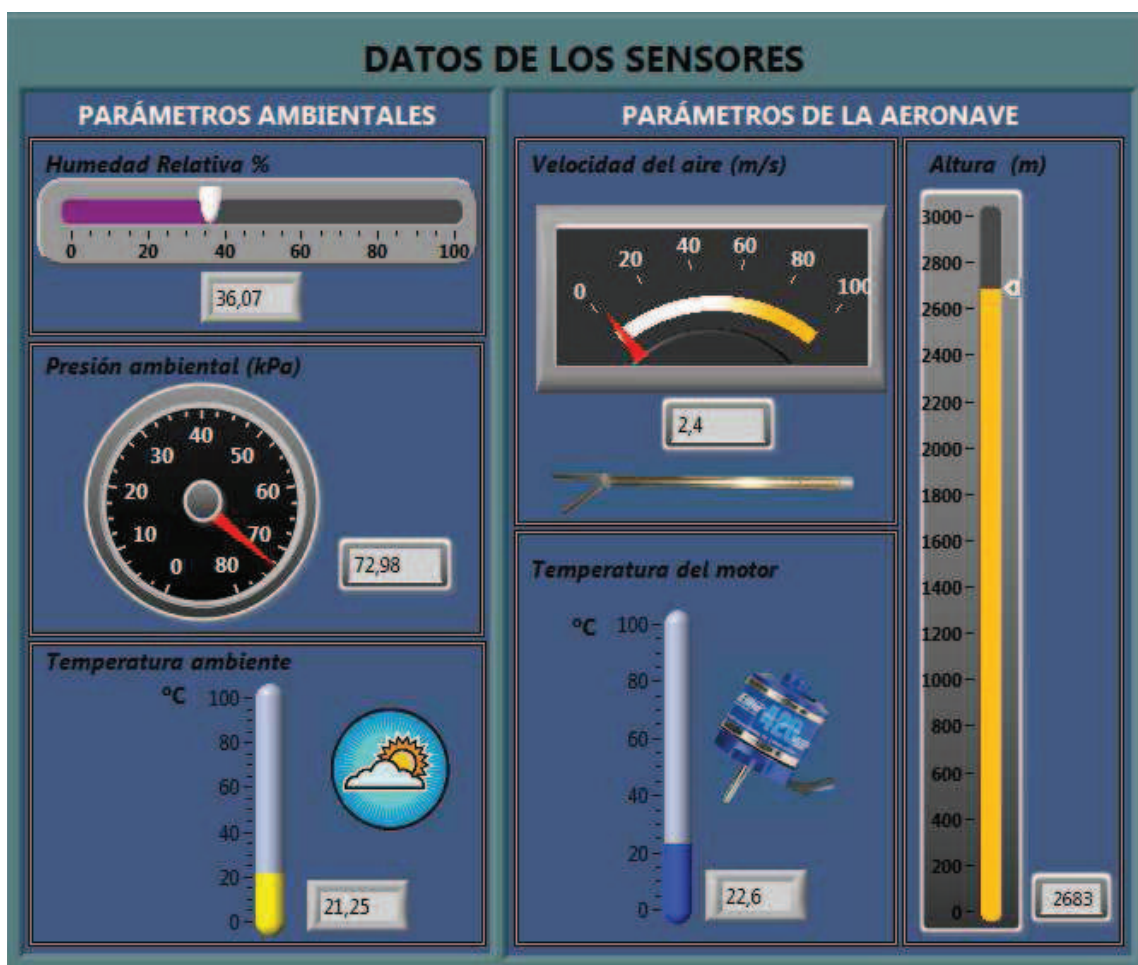 DATOS DE LOS SENSORES
PARÁMETROS AMBIENTALES
Humedad Relativa %
0 20 40 60 80 100
36,07
Presión ambiental (kPa)
0 10 20 30 40 50 60 70 80
72,98
Temperatura ambiente
°C
100
80
60
40
20
0
21,25
PARÁMETROS DE LA AERONAVE
Velocidad del aire (m/s)
0 20 40 60 80 100
2,4
Temperatura del motor
°C
100
80
60
40
20
0
420
22,6
Altura (m)
3000
2800
2600
2400
2200
2000
1800
1600
1400
1200
1000
800
600
400
200
0
2683